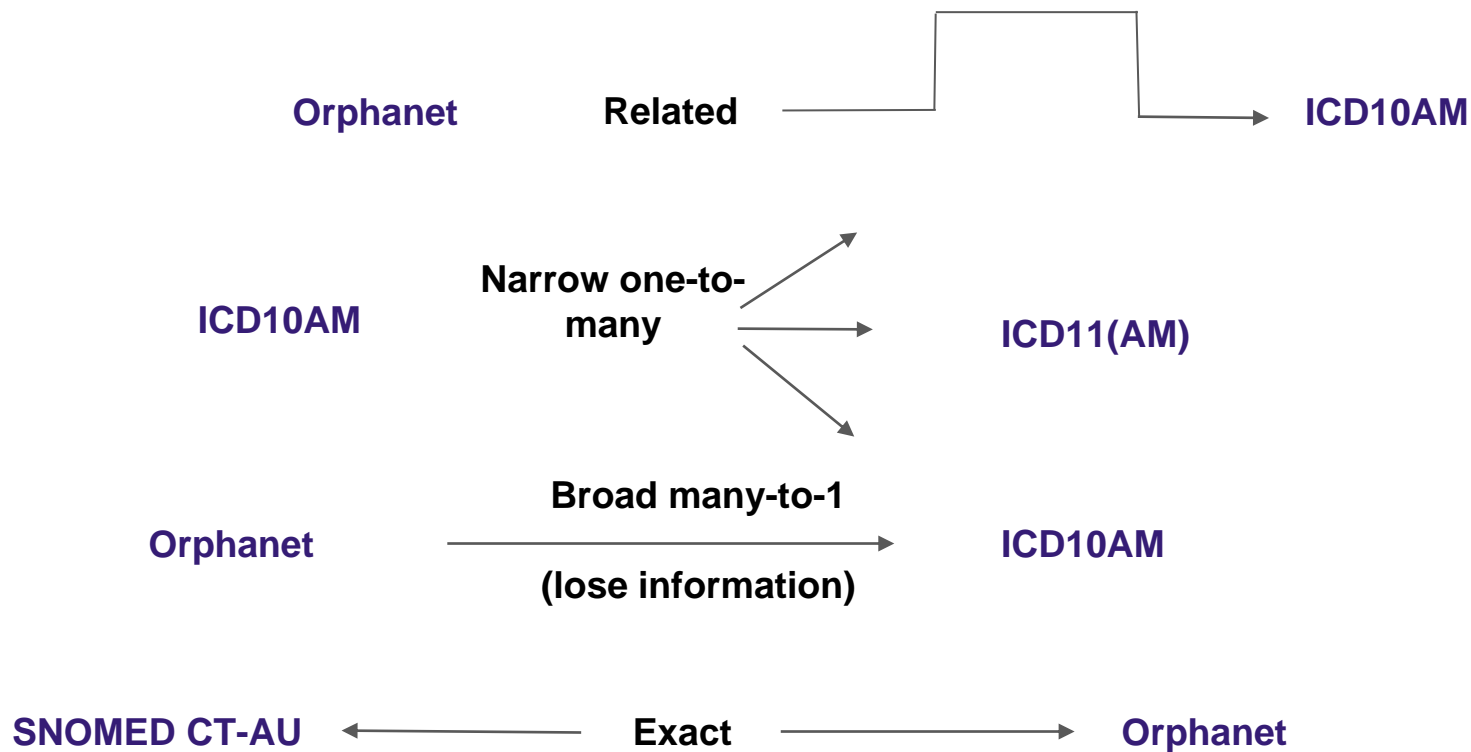 Orphanet Related ICD10AM
Narrow one-to-
many
ICD10AM
ICD11(AM)
Broad many-to-1
Orphanet
ICD10AM
(lose information)
SNOMED CT-AU Exact Orphanet